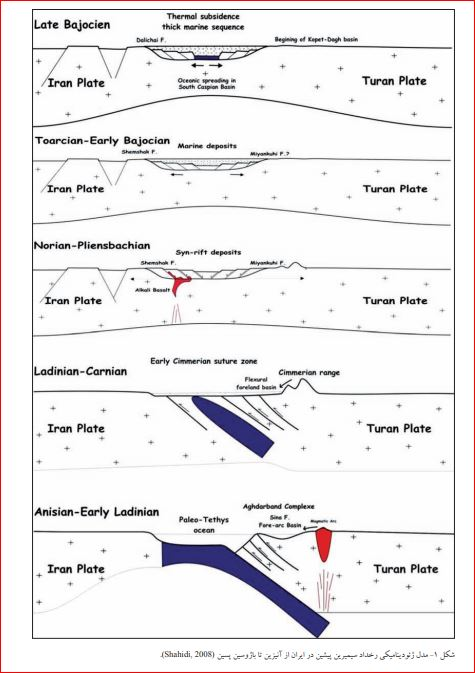 Late Bajocien
Thermal subsidence
thick marine sequence
Dalichai F.
Begining of Kopet-Dagh basin
Oceanic spreading in
South Caspian Basin
Iran Plate
Turan Plate
Toarcian-Early Bajocian
Shemshak F.
Marine deposits
Miyankuhi F.?
Iran Plate
Turan Plate
Norian-Pliensbachian
Syn-rift deposits
Shemshak F.
Miyankuhi F.
Alkali Basalt
Iran Plate
Turan Plate
Ladinian-Carnian
Early Cimmerian suture zone
Flexural
foreland basin
Cimmerian range
Iran Plate
Turan Plate
Anisian-Early Ladinian
Paleo-Tethys
ocean
Aghdarband Complexe
Sina F.
Fore-arc Basin
Magmatic Arc
Iran Plate
Turan Plate
شکل ۱- مدل ژئودینامیکی رخداد سیمرین پیشین در ایران از آنیزین تا باژوسین پسین (Shahidi, 2008).